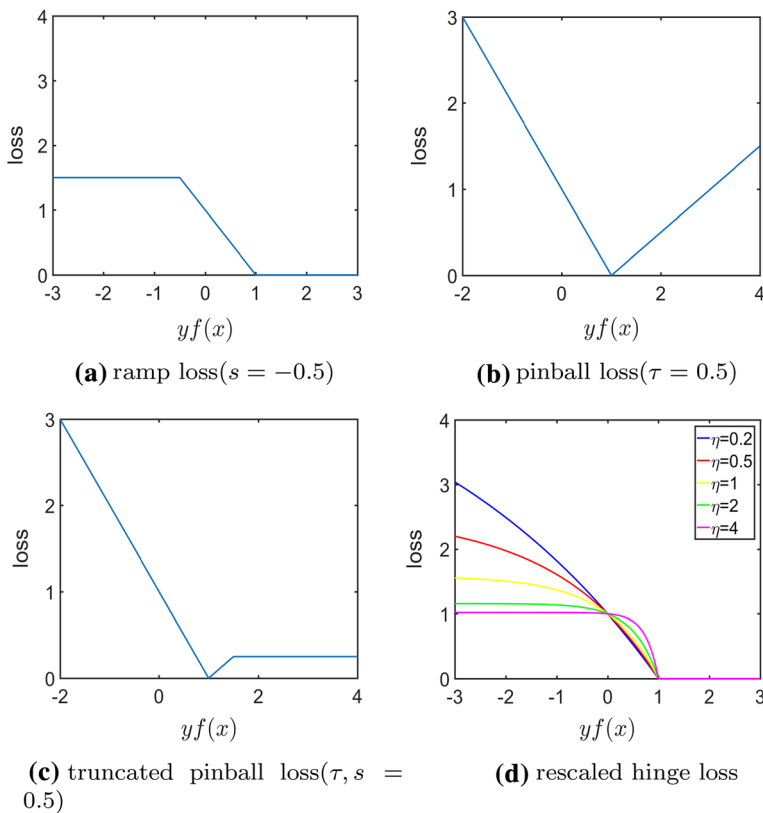 4
3
2
1
0
loss
-3 -2 -1 0 1 2 3
yf(x)
(a) ramp loss(s = −0.5)
3
2
1
0
loss
-2 0 2 4
yf(x)
(b) pinball loss(τ = 0.5)
3
2
1
0
loss
-2 0 2 4
yf(x)
(c) truncated pinball loss(τ, s =
0.5)
4
3
2
1
0
loss
η=0.2
η=0.5
η=1
η=2
η=4
-3 -2 -1 0 1 2 3
yf(x)
(d) rescaled hinge loss